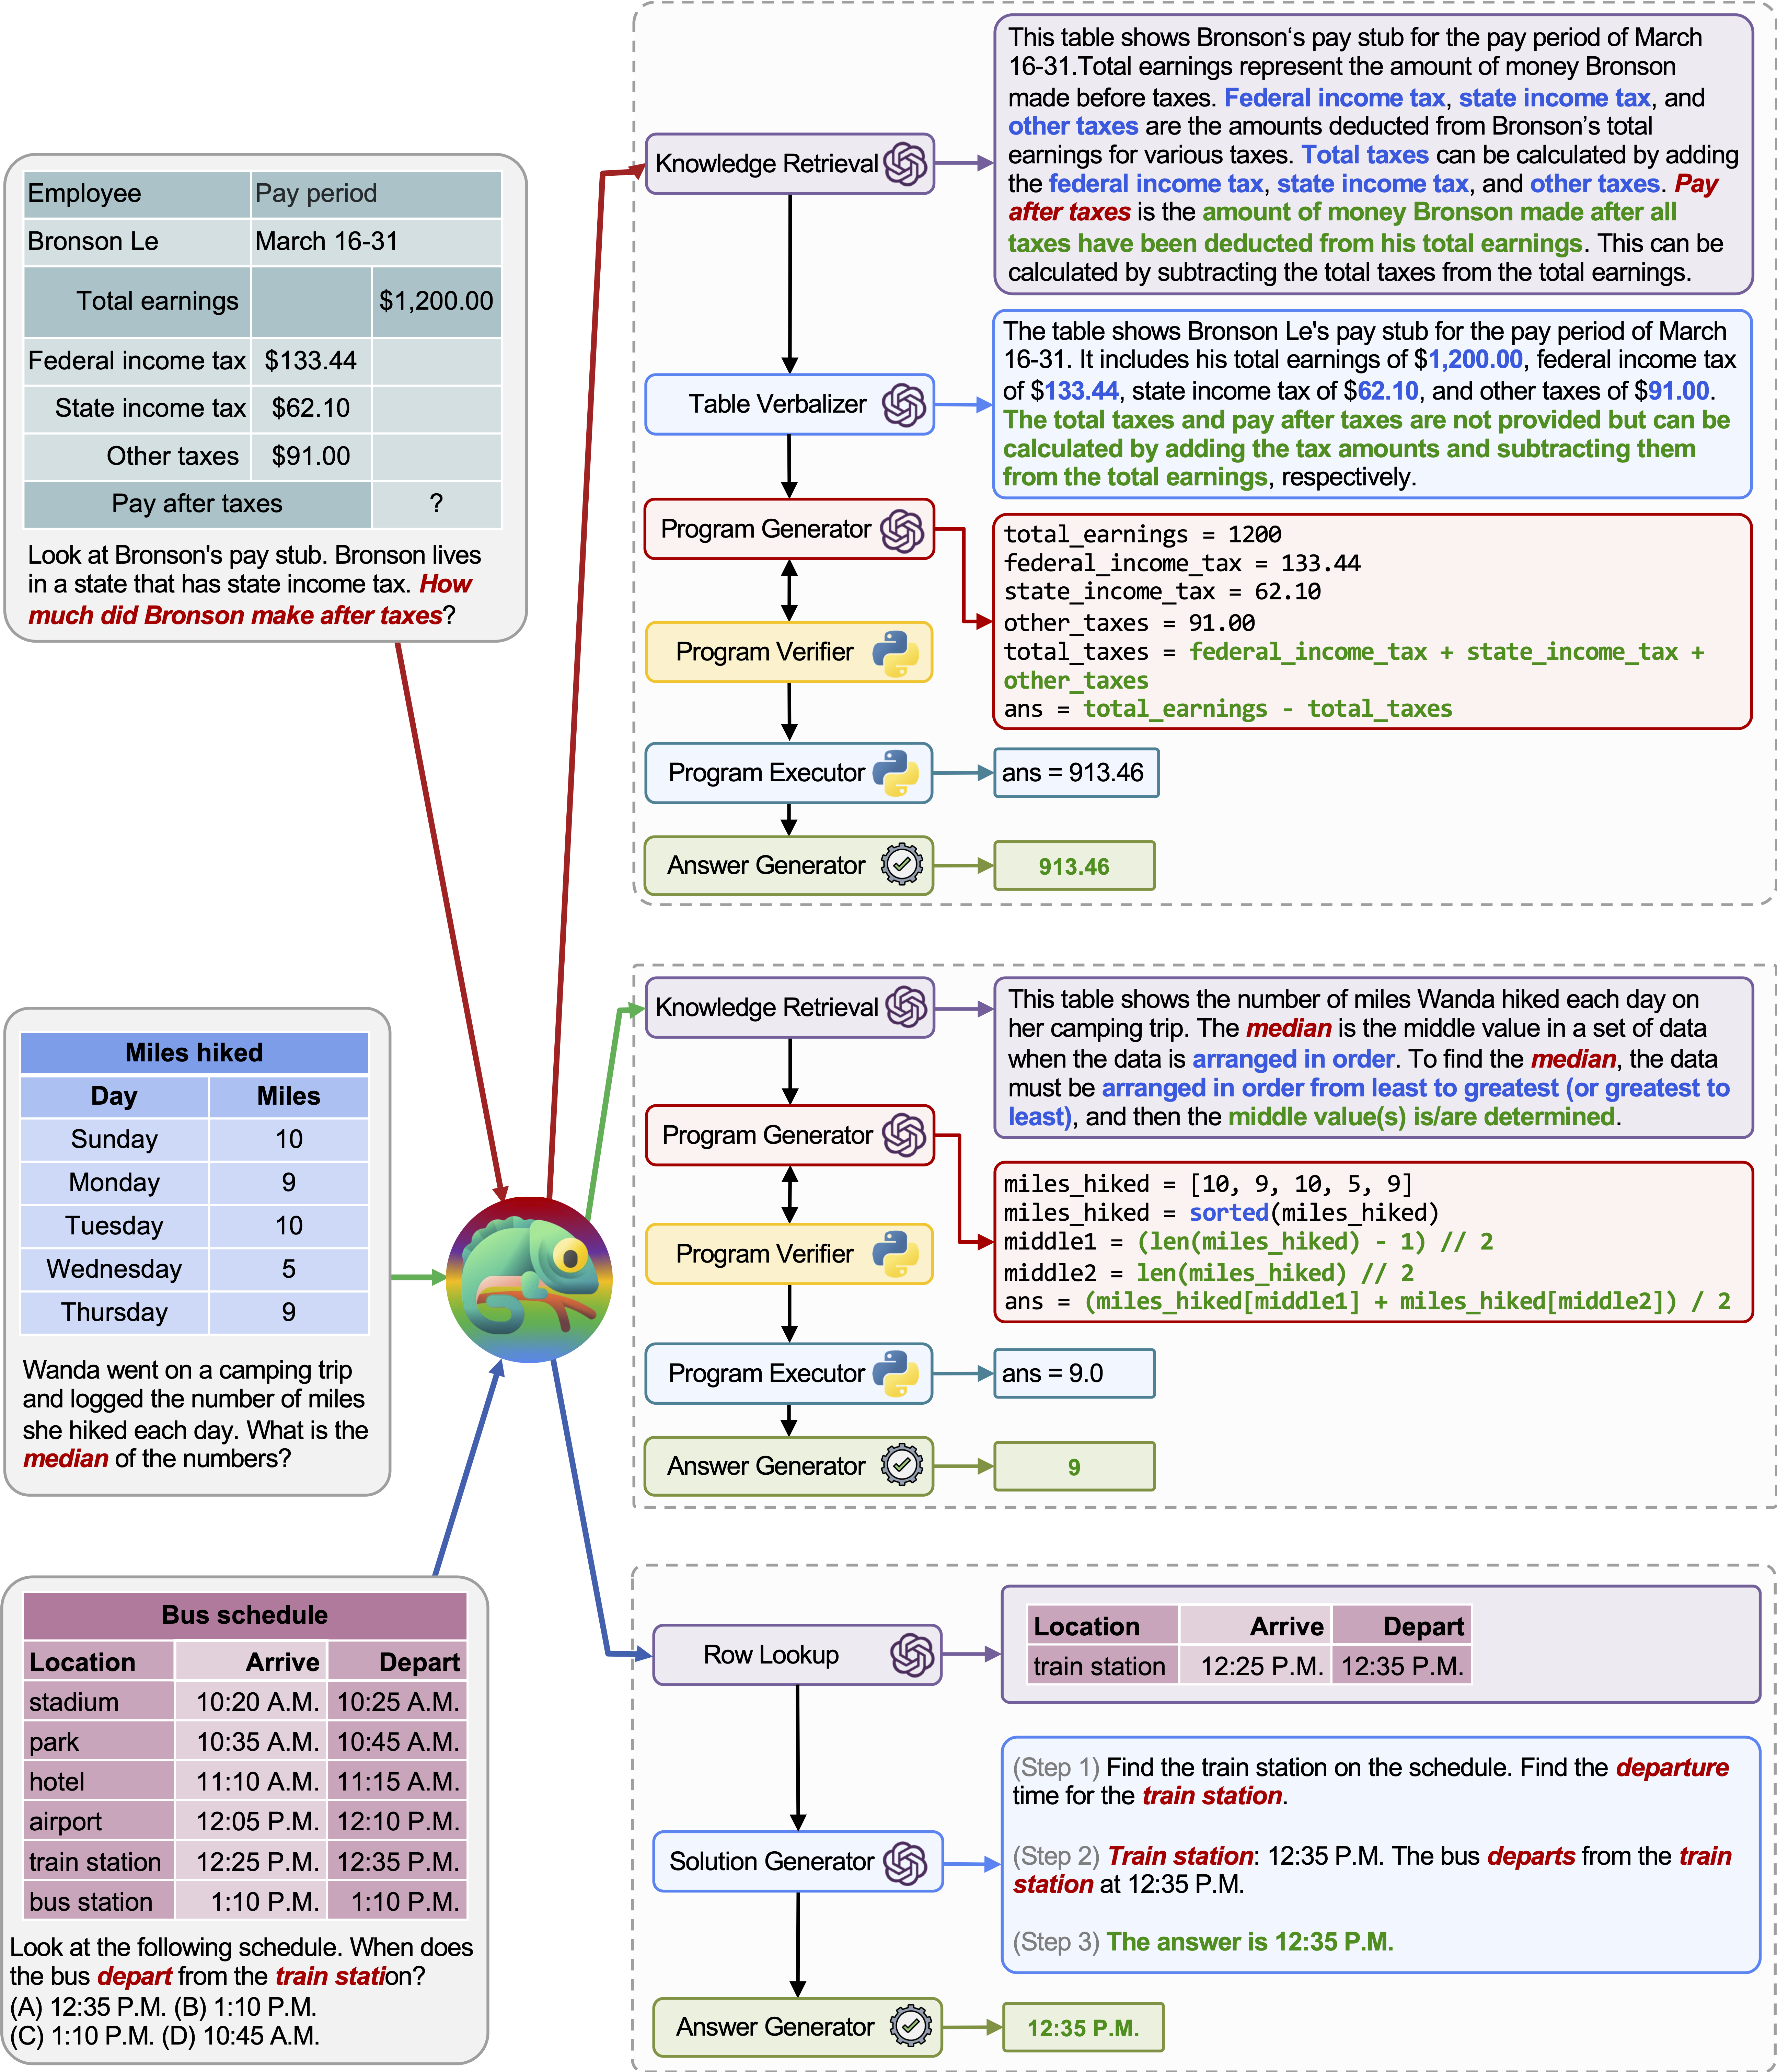 Employee Pay period
Bronson Le March 16-31
Total earnings $1,200.00
Federal income tax $133.44
State income tax $62.10
Other taxes $91.00
Pay after taxes ?
Look at Bronson's pay stub. Bronson lives
in a state that has state income tax. How
much did Bronson make after taxes?
Knowledge Retrieval
This table shows Bronson‘s pay stub for the pay period of March
16-31.Total earnings represent the amount of money Bronson
made before taxes. Federal income tax, state income tax, and
other taxes are the amounts deducted from Bronson’s total
earnings for various taxes. Total taxes can be calculated by adding
the federal income tax, state income tax, and other taxes. Pay
after taxes is the amount of money Bronson made after all
taxes have been deducted from his total earnings. This can be
calculated by subtracting the total taxes from the total earnings.
Table Verbalizer
The table shows Bronson Le's pay stub for the pay period of March
16-31. It includes his total earnings of $1,200.00, federal income tax
of $133.44, state income tax of $62.10, and other taxes of $91.00.
The total taxes and pay after taxes are not provided but can be
calculated by adding the tax amounts and subtracting them
from the total earnings, respectively.
Program Generator
total_earnings = 1200
federal_income_tax = 133.44
state_income_tax = 62.10
other_taxes = 91.00
total_taxes = federal_income_tax + state_income_tax +
other_taxes
ans = total_earnings - total_taxes
Program Verifier
Program Executor
ans = 913.46
Answer Generator
913.46
Miles hiked
Day Miles
Sunday 10
Monday 9
Tuesday 10
Wednesday 5
Thursday 9
Wanda went on a camping trip
and logged the number of miles
she hiked each day. What is the
median of the numbers?
Knowledge Retrieval
This table shows the number of miles Wanda hiked each day on
her camping trip. The median is the middle value in a set of data
when the data is arranged in order. To find the median, the data
must be arranged in order from least to greatest (or greatest to
least), and then the middle value(s) is/are determined.
Program Generator
miles_hiked = [10, 9, 10, 5, 9]
miles_hiked = sorted(miles_hiked)
middle1 = (len(miles_hiked) - 1) // 2
middle2 = len(miles_hiked) // 2
ans = (miles_hiked[middle1] + miles_hiked[middle2]) / 2
Program Verifier
Program Executor
ans = 9.0
Answer Generator
9
Bus schedule
Location Arrive Depart
stadium 10:20 A.M. 10:25 A.M.
park 10:35 A.M. 10:45 A.M.
hotel 11:10 A.M. 11:15 A.M.
airport 12:05 P.M. 12:10 P.M.
train station 12:25 P.M. 12:35 P.M.
bus station 1:10 P.M. 1:10 P.M.
Look at the following schedule. When does
the bus depart from the train station?
(A) 12:35 P.M. (B) 1:10 P.M.
(C) 1:10 P.M. (D) 10:45 A.M.
Row Lookup
Location Arrive Depart
train station 12:25 P.M. 12:35 P.M.
Solution Generator
(Step 1) Find the train station on the schedule. Find the departure
time for the train station.
(Step 2) Train station: 12:35 P.M. The bus departs from the train
station at 12:35 P.M.
(Step 3) The answer is 12:35 P.M.
Answer Generator
12:35 P.M.